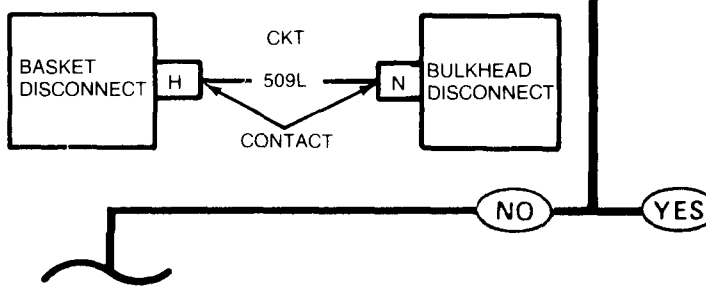 CKT
BASKET
DISCONNECT
H
509L
N
BULKHEAD
DISCONNECT
CONTACT
NO
YES